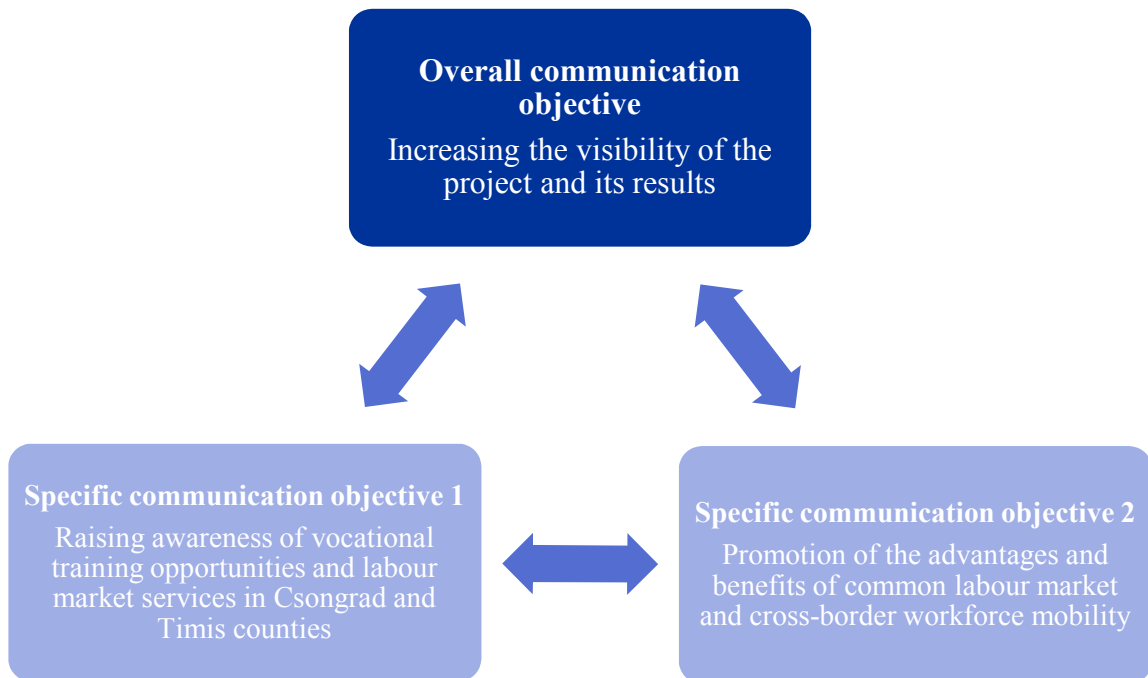 Overall communication
objective
Increasing the visibility of the
project and its results
Specific communication objective 1
Raising awareness of vocational
training opportunities and labour
market services in Csongrad and
Timis counties
Specific communication objective 2
Promotion of the advantages and
benefits of common labour market
and cross-border workforce mobility